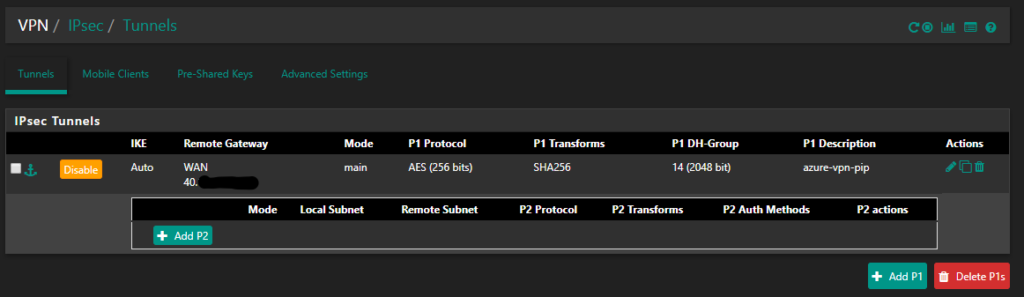 VPN / IPsec / Tunnels
Tunnels Mobile Clients Pre-Shared Keys Advanced Settings
IPsec Tunnels
IKE Remote Gateway Mode P1 Protocol P1 Transforms P1 DH-Group P1 Description Actions
Disable Auto WAN main AES (256 bits) SHA256 14 (2048 bit) azure-vpn-pip
40.
Mode Local Subnet Remote Subnet P2 Protocol P2 Transforms P2 Auth Methods P2 actions
Add P2
Add P1 Delete P1s